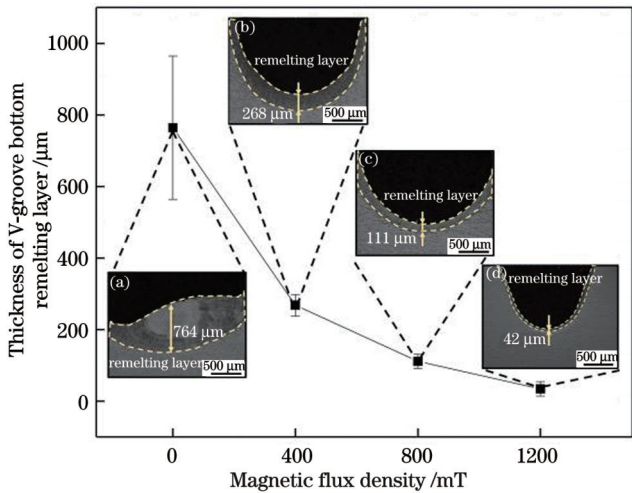 Thickness of V-groove bottom
remelting layer /μm
1000
800
600
400
200
0
0
400
800
1200
Magnetic flux density /mT
(a)
764 μm
remelting layer
500 μm
(b)
remelting layer
268 μm
500 μm
(c)
remelting layer
111 μm
500 μm
(d)
remelting layer
42 μm
500 μm